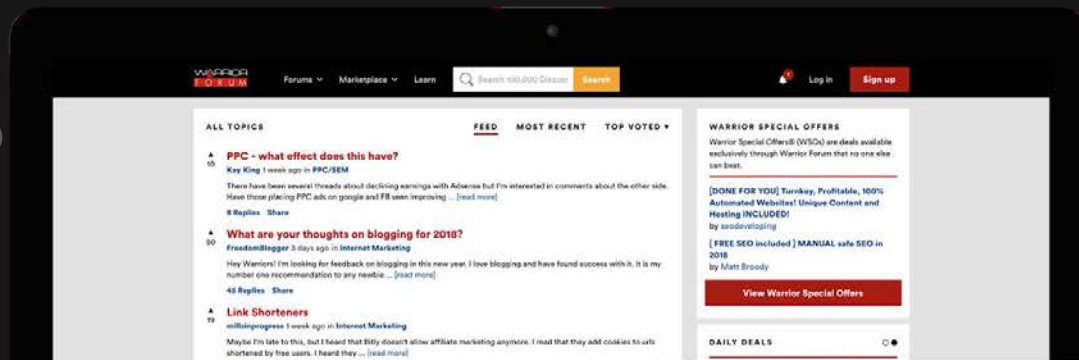 WARRIOR
FORUM
Forums
Marketplace
Learn
Search 100,000 Discus
Search
1
Log in
Sign up
ALL TOPICS
FEED
MOST RECENT
TOP VOTED
PPC - what effect does this have?
Kay King 1 week ago in PPC/SEM
There have been several threads about declining earnings with Adsense but I'm interested in comments about the other side.
Have those placing PPC ads on google and FB seen improving ... [read more]
8 Replies Share
50
What are your thoughts on blogging for 2018?
FreedomBlogger 3 days ago in Internet Marketing
Hey Warriors! I'm looking for feedback on blogging in this new year. I love blogging and have found success with it. It is my
number one recommendation to any newbie ... [read more]
45 Replies Share
19
Link Shorteners
millsinprogress 1 week ago in Internet Marketing
Maybe I'm late to this, but I heard that Bitly doesn't allow affiliate marketing anymore. I read that they add cookies to urls
shortened by free users. I heard they ... [read more]
WARRIOR SPECIAL OFFERS
Warrior Special Offers® (WSOs) are deals available
exclusively through Warrior Forum that no one else
can beat.
[DONE FOR YOU] Turnkey, Profitable, 100%
Automated Websites! Unique Content and
Hosting INCLUDED!
by seodeveloping
[ FREE SEO included ] MANUAL safe SEO in
2018
by Matt Broody
View Warrior Special Offers
DAILY DEALS